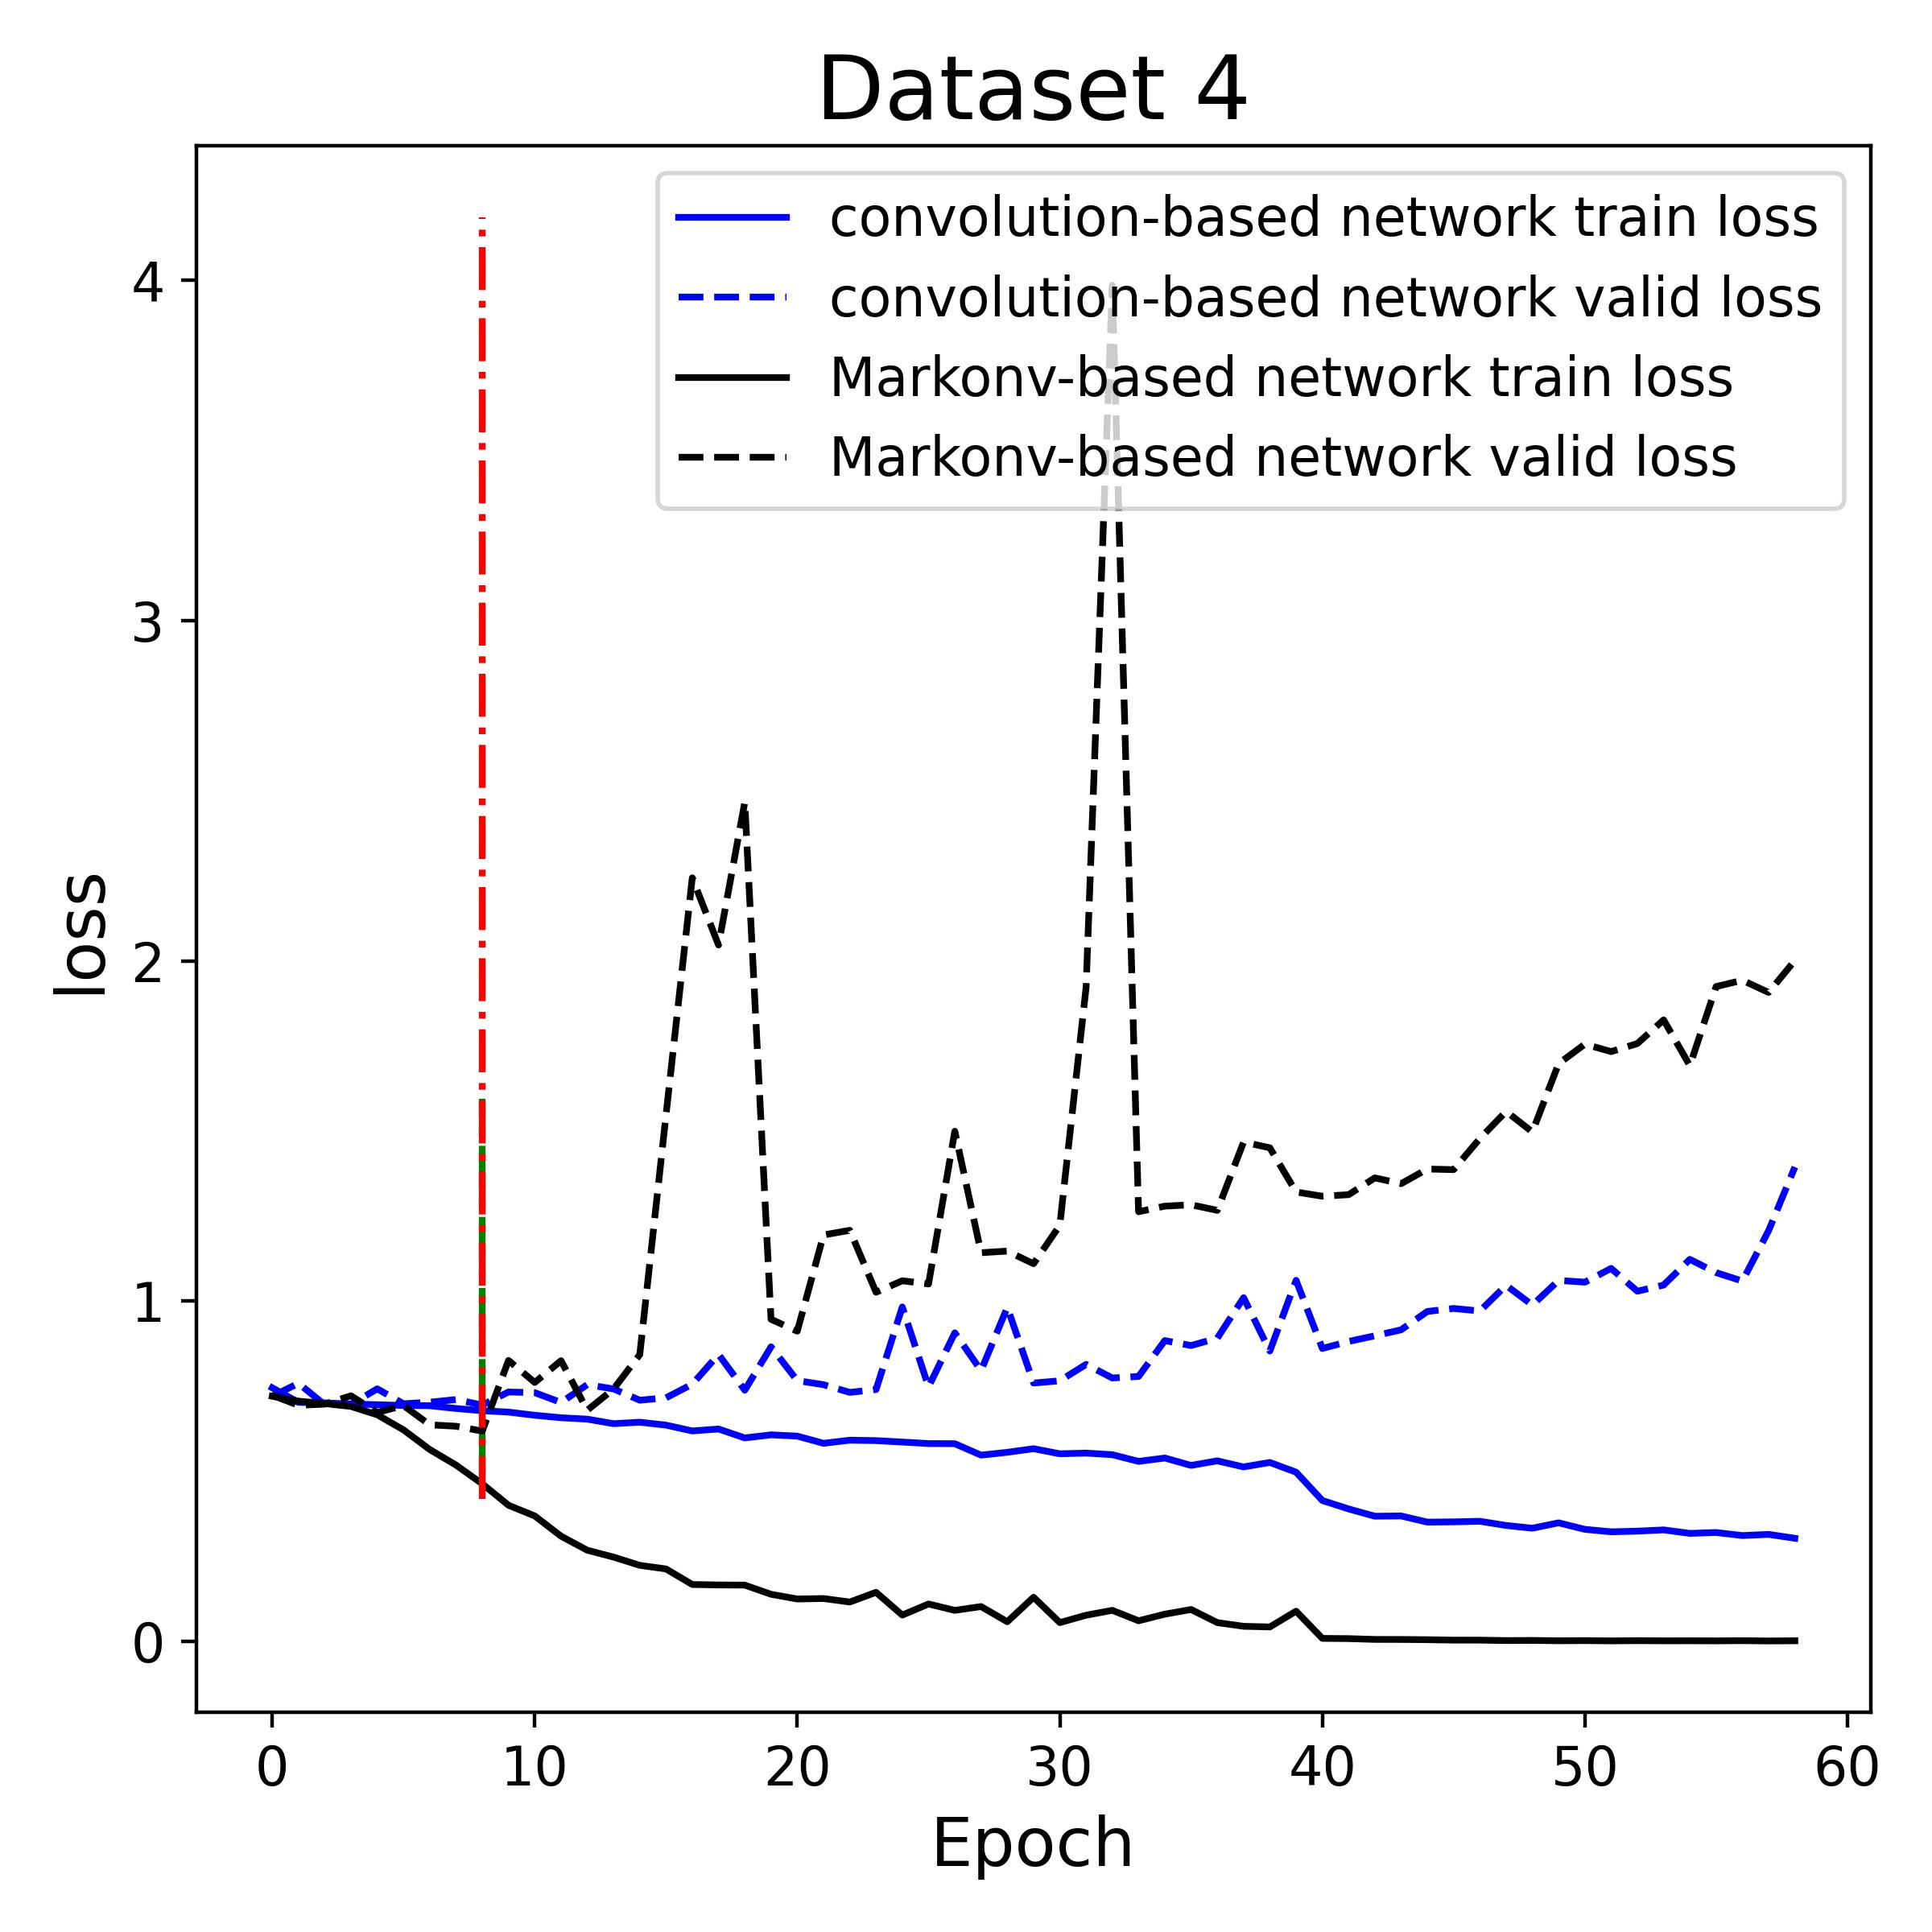 Dataset 4
convolution-based network train loss
convolution-based network valid loss
Markonv-based network train loss
Markonv-based network valid loss
4
3
2
1
0
loss
0 10 20 30 40 50 60
Epoch